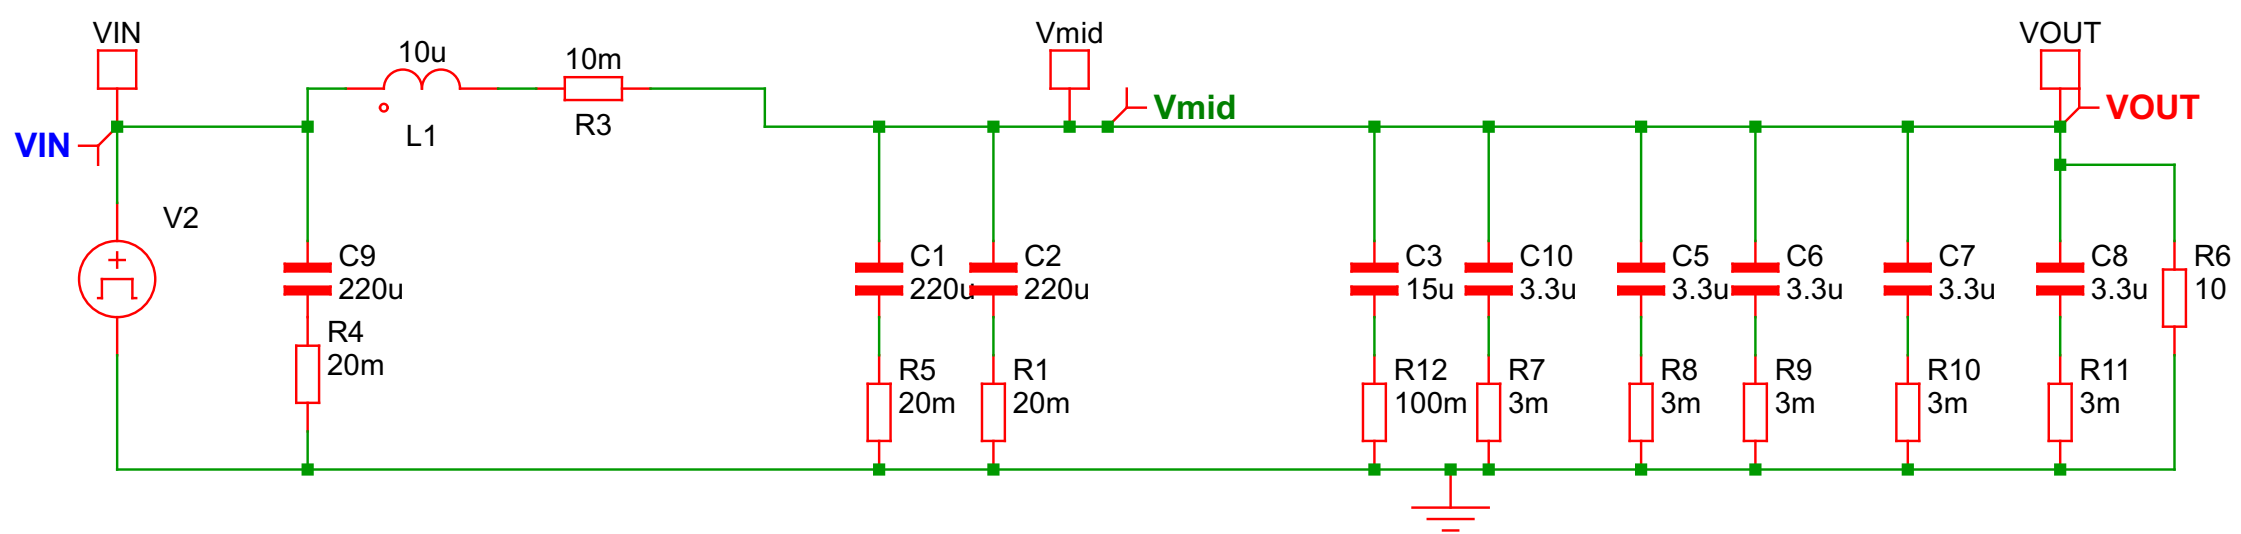 VIN
10u
10m
Vmid
VOUT
VIN
L1
R3
Vmid
VOUT
V2
C9
220u
C1
220u
C2
220u
C3
15u
C10
3.3u
C5
3.3u
C6
3.3u
C7
3.3u
C8
3.3u
R6
10
R4
20m
R5
20m
R1
20m
R12
100m
R7
3m
R8
3m
R9
3m
R10
3m
R11
3m